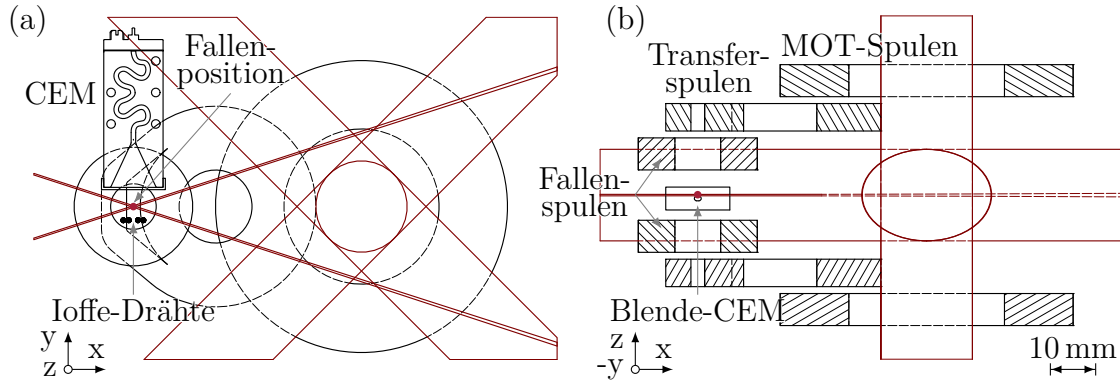 (a)
Fallen-
position
CEM
Ioffe-Drähte
y
z
x
(b)
Transfer-
spulen
MOT-Spulen
Fallen-
spulen
Blende-CEM
z
-y
x
10 mm